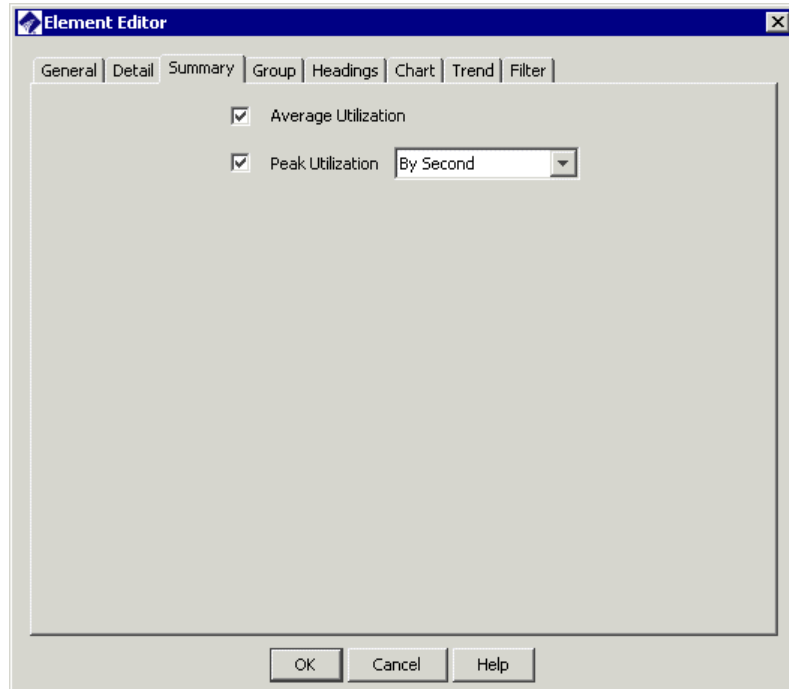 Element Editor
General Detail Summary Group Headings Chart Trend Filter
Average Utilization
Peak Utilization By Second
OK Cancel Help